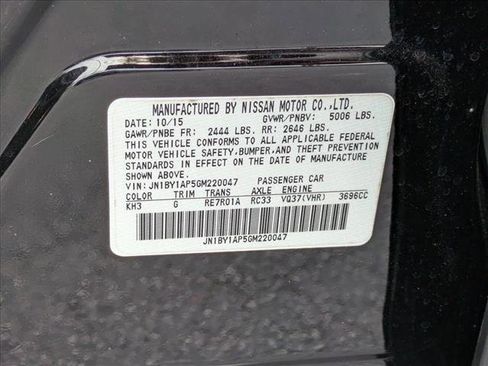 MANUFACTURED BY NISSAN MOTOR CO.,LTD.
DATE: 10/15 GVWR/PNBV: 5006 LBS.
GAWR/PNBE FR: 2444 LBS. RR: 2646 LBS.
THIS VEHICLE CONFORMS TO ALL APPLICABLE FEDERAL
MOTOR VEHICLE SAFETY,BUMPER,AND THEFT PREVENTION
STANDARDS IN EFFECT ON THE DATE OF MANUFACTURE
SHOWN ABOVE.
VIN: JN1BY1AP5GM220047 PASSENGER CAR
COLOR TRIM TRANS AXLE ENGINE
KH3 G RE7R01A RC33 VQ37(VHR) 3696CC
JN1BY1AP5GM220047